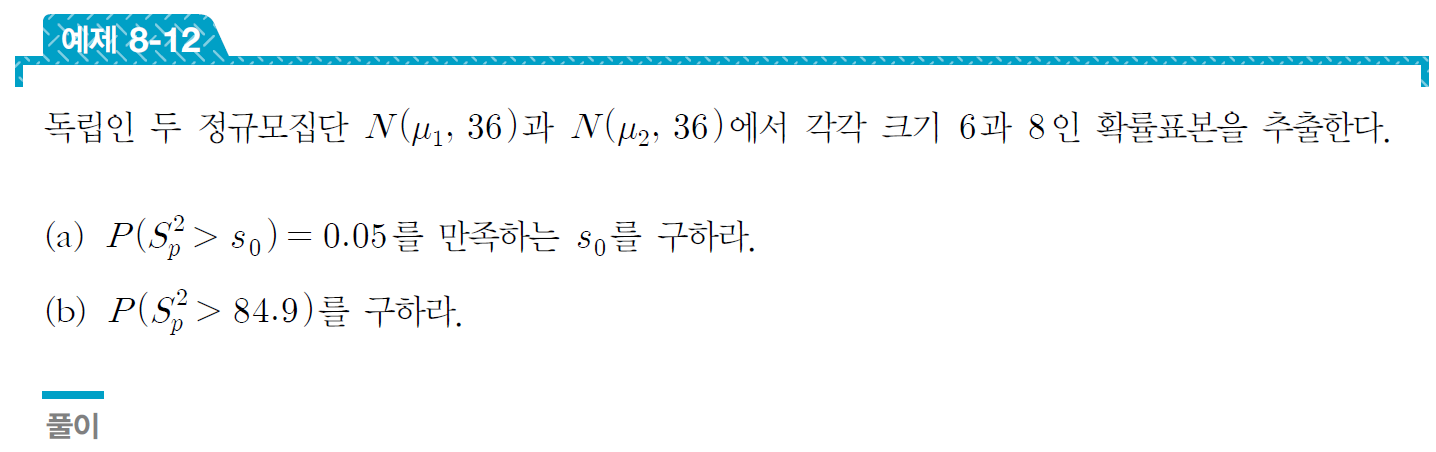 예제 8-12
독립인 두 정규모집단 N(μ₁, 36)과 N(μ₂, 36)에서 각각 크기 6과 8인 확률표본을 추출한다.
(a) P(Sₚ² > s₀) = 0.05를 만족하는 s₀를 구하라.
(b) P(Sₚ² > 84.9)를 구하라.
풀이